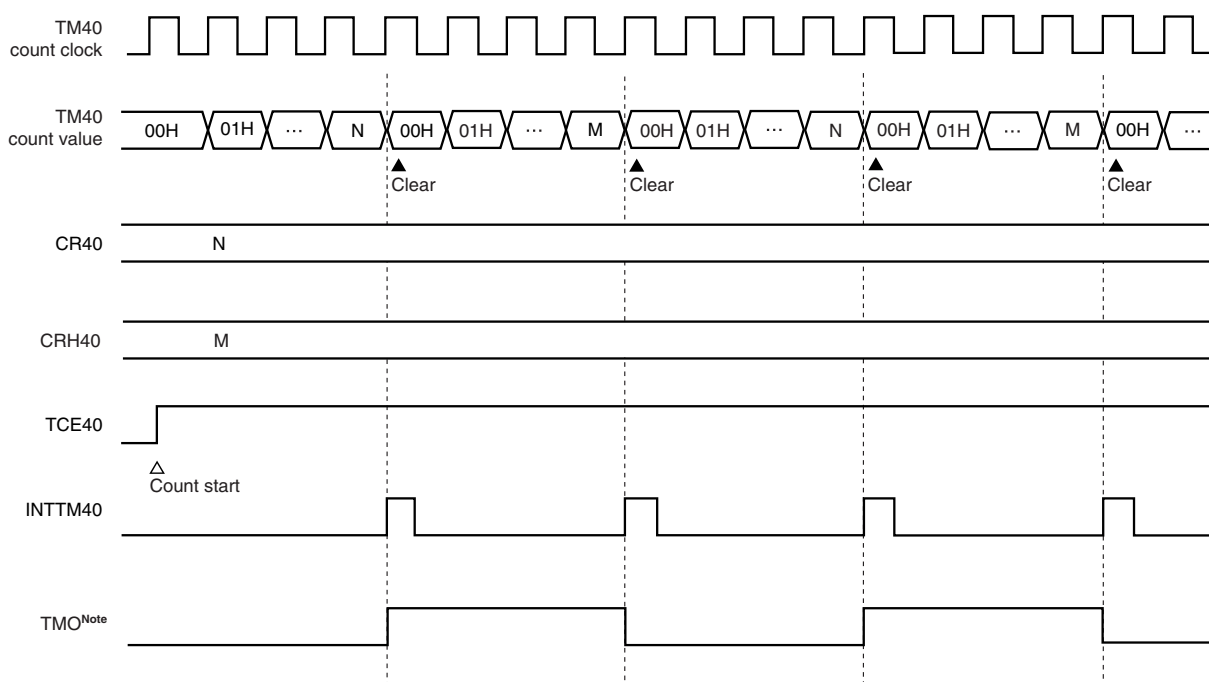 TM40
count clock
TM40
count value
00H 01H ... N 00H 01H ... M 00H 01H ... N 00H 01H ... M 00H ...
Clear Clear Clear Clear
CR40 N
CRH40 M
TCE40
Count start
INTTM40
TMONote